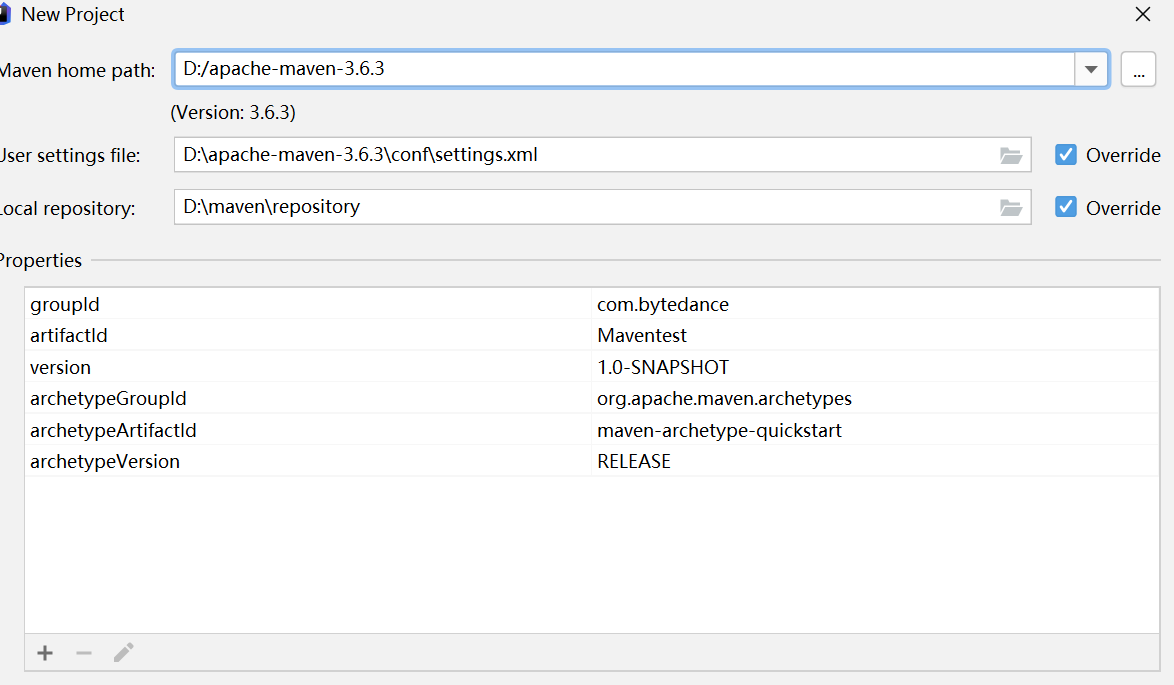 New Project
Maven home path: D:/apache-maven-3.6.3 ...
(Version: 3.6.3)
User settings file: D:\apache-maven-3.6.3\conf\settings.xml Override
Local repository: D:\maven\repository Override
Properties
groupId com.bytedance
artifactId Maventest
version 1.0-SNAPSHOT
archetypeGroupId org.apache.maven.archetypes
archetypeArtifactId maven-archetype-quickstart
archetypeVersion RELEASE